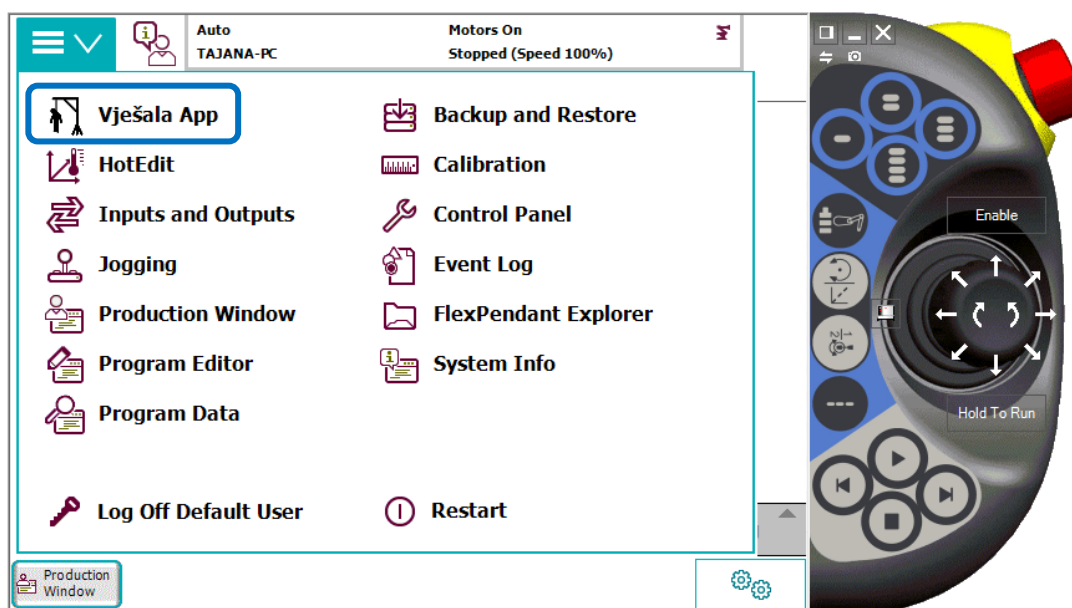 Auto
TAJANA-PC
Motors On
Stopped (Speed 100%)
Vješala App
HotEdit
Inputs and Outputs
Jogging
Production Window
Program Editor
Program Data
Backup and Restore
Calibration
Control Panel
Event Log
FlexPendant Explorer
System Info
Log Off Default User
Restart
Production
Window
Enable
Hold To Run